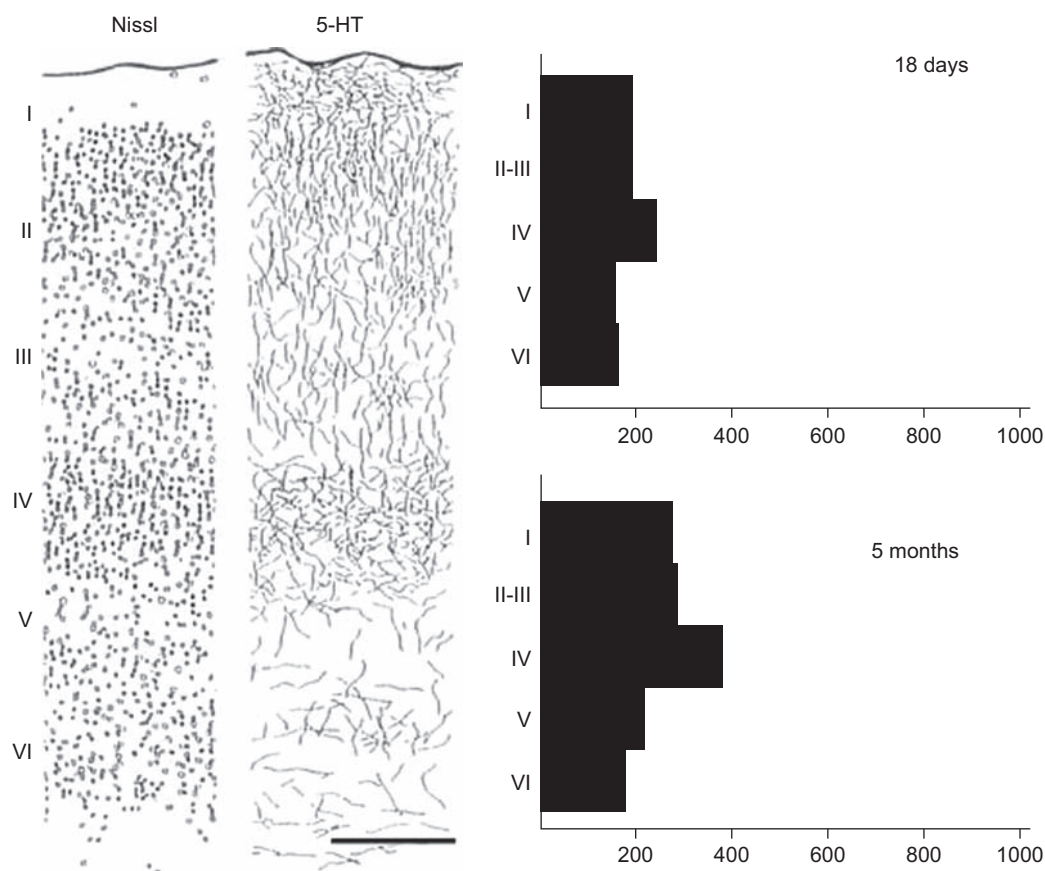 Nissl
5-HT
I
II
III
IV
V
VI
18 days
I
II-III
IV
V
VI
200 400 600 800 1000
5 months
I
II-III
IV
V
VI
200 400 600 800 1000